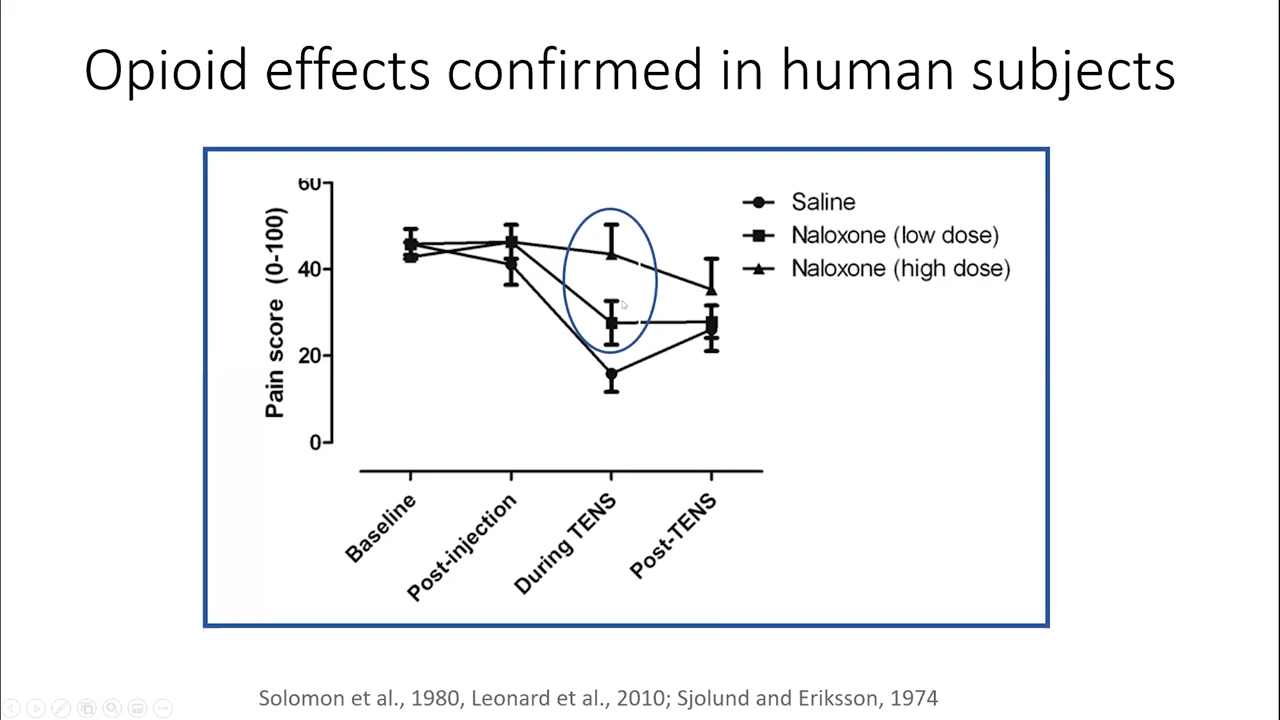 Opioid effects confirmed in human subjects
60
40
20
0
Pain score (0-100)
Saline
Naloxone (low dose)
Naloxone (high dose)
Baseline
Post-injection
During TENS
Post-TENS
Solomon et al., 1980, Leonard et al., 2010; Sjolund and Eriksson, 1974